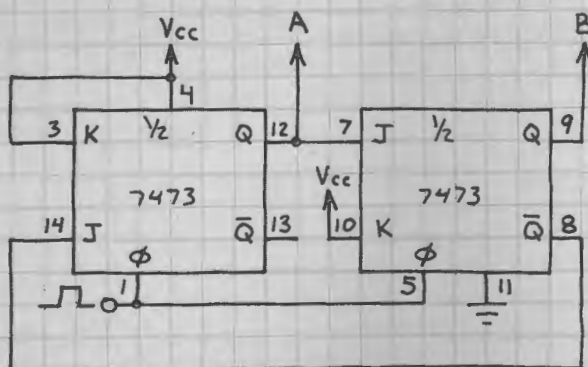 Vcc A B
4
3 K ½ Q 12 7 J ½ Q 9
7473 Vcc 7473
14 J Q̅ 13 10 K Q̅ 8
ϕ ϕ
1 5 11